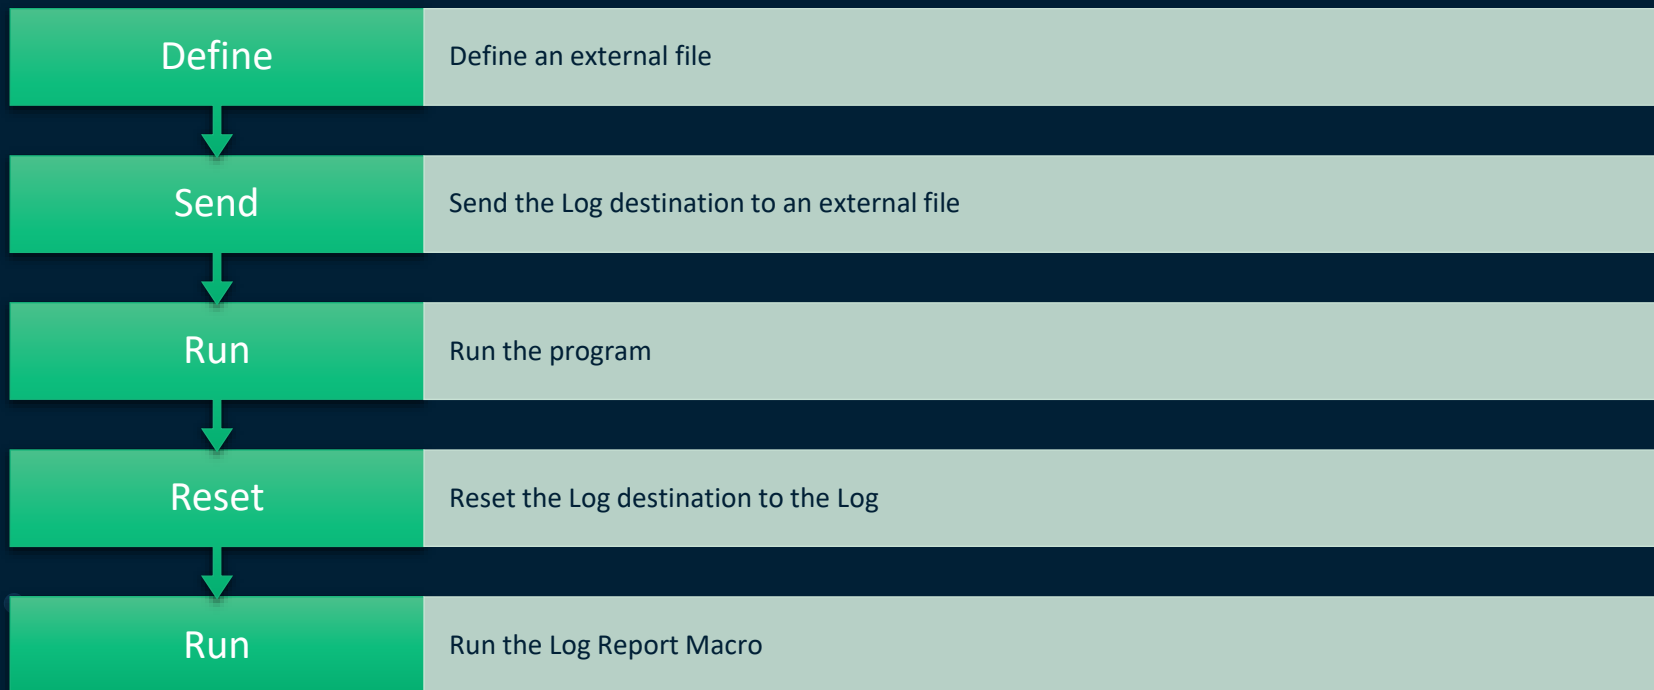 Define
Define an external file
Send
Send the Log destination to an external file
Run
Run the program
Reset
Reset the Log destination to the Log
Run
Run the Log Report Macro